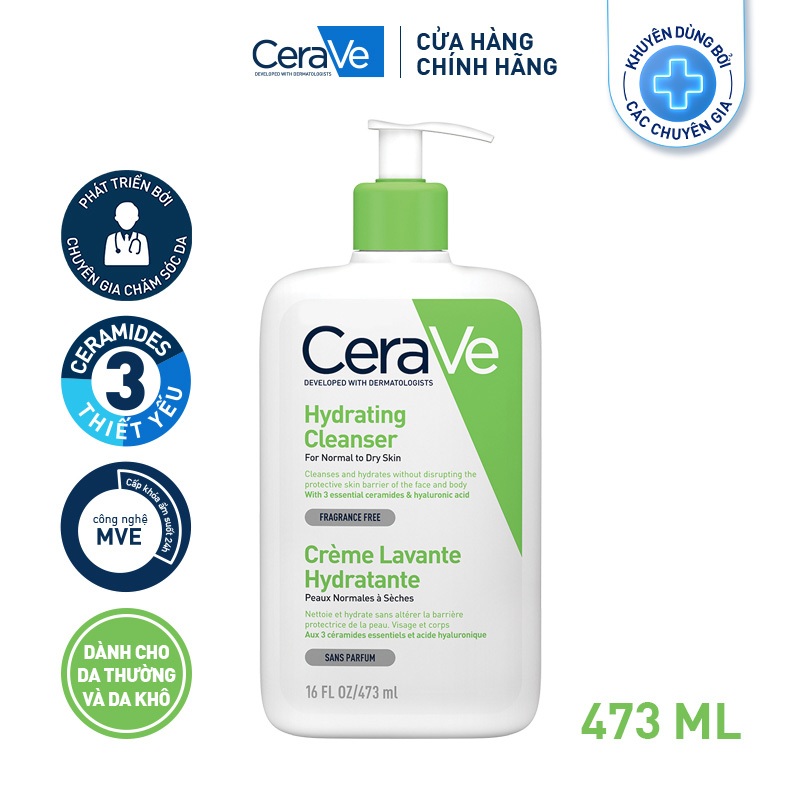 CeraVe
DEVELOPED WITH DERMATOLOGISTS
CỬA HÀNG
CHÍNH HÃNG
KHUYÊN DÙNG BỞI
CÁC CHUYÊN GIA
PHÁT TRIỂN BỞI
CHUYÊN GIA CHĂM SÓC DA
CERAMIDES
3
THIẾT YẾU
Cấp khóa ẩm suốt 24h
công nghệ
MVE
DÀNH CHO
DA THƯỜNG
VÀ DA KHÔ
CeraVe
DEVELOPED WITH DERMATOLOGISTS
Hydrating
Cleanser
For Normal to Dry Skin
Cleanses and hydrates without disrupting the
protective skin barrier of the face and body
With 3 essential ceramides & hyaluronic acid
FRAGRANCE FREE
Crème Lavante
Hydratante
Peaux Normales à Sèches
Nettoie et hydrate sans altérer la barrière
protectrice de la peau. Visage et corps
Aux 3 céramides essentiels et acide hyaluronique
SANS PARFUM
16 FL OZ/473 ml
473 ML